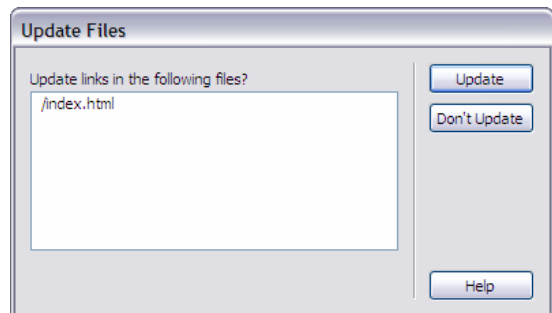 Update Files
Update links in the following files?
/index.html
Update
Don't Update
Help